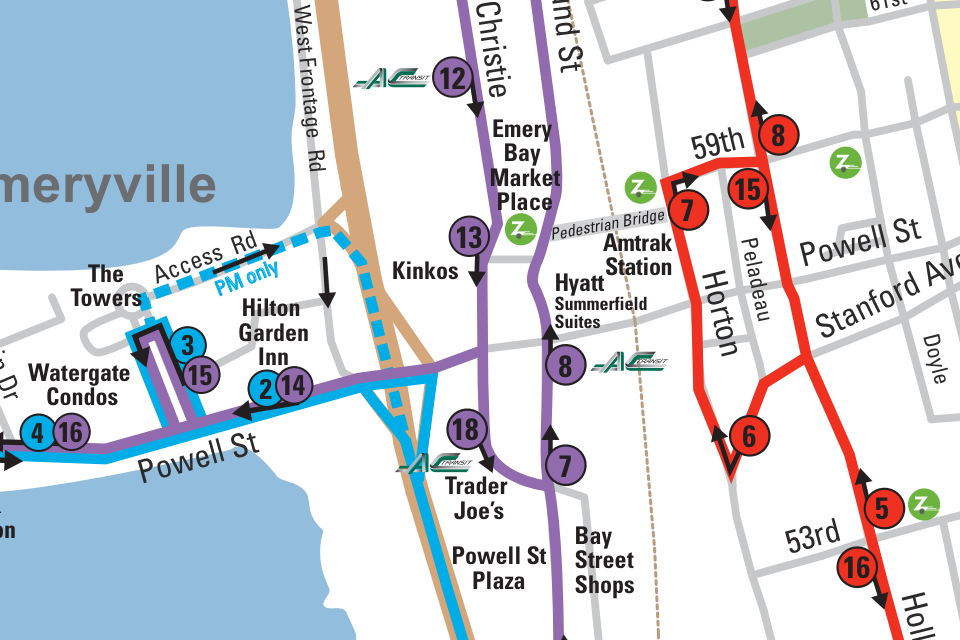 West Frontage Rd
Christie
nd St
61st
AC TRANSIT
12
Emery
Bay
Market
Place
59th
8
15
7
Z
Z
Z
meryville
Pedestrian Bridge
Amtrak
Station
13
Kinkos
Access Rd
PM only
The
Towers
Hilton
Garden
Inn
Hyatt
Summerfield
Suites
Peladeau
Powell St
Stanford Ave
Horton
Doyle
3
15
2
14
8
AC TRANSIT
Watergate
Condos
n Dr
4
16
Powell St
18
7
6
AC TRANSIT
Trader
Joe's
on
Powell St
Plaza
Bay
Street
Shops
5
Z
53rd
16
Holl